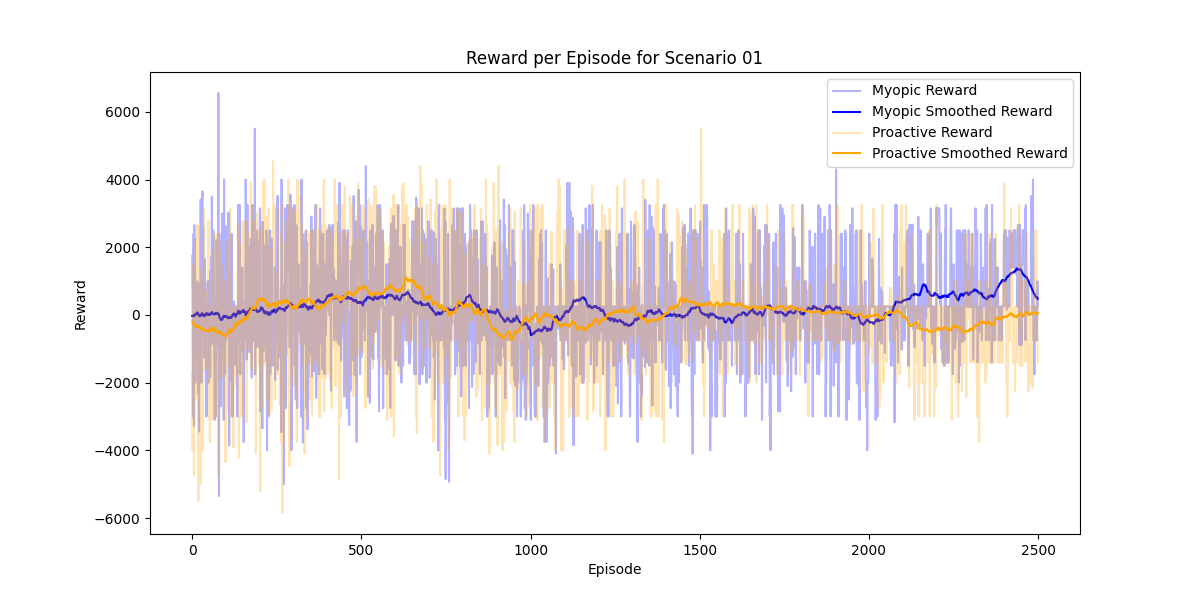 Reward per Episode for Scenario 01
Myopic Reward
Myopic Smoothed Reward
Proactive Reward
Proactive Smoothed Reward
6000
4000
2000
0
−2000
−4000
−6000
Reward
0
500
1000
1500
2000
2500
Episode